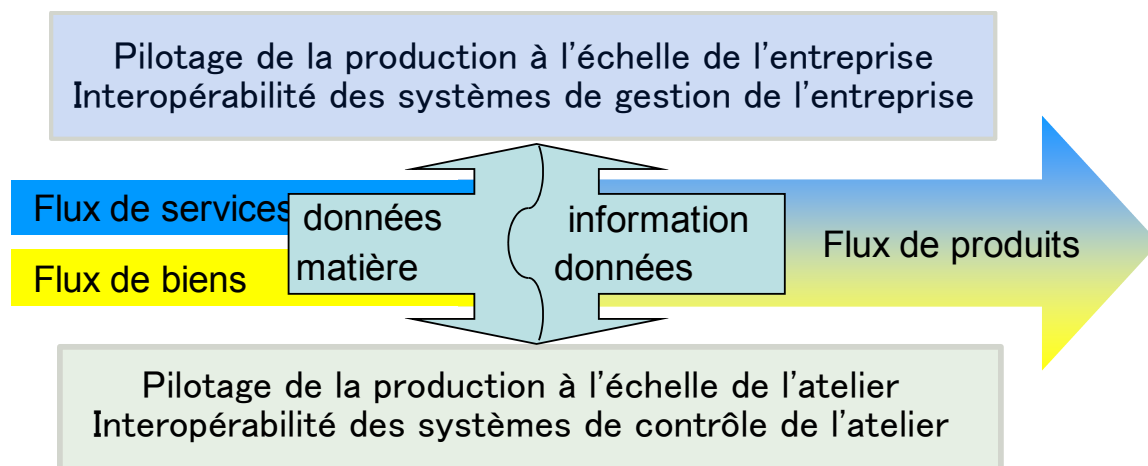 Pilotage de la production à l'échelle de l'entreprise
Interopérabilité des systèmes de gestion de l'entreprise
Flux de services
données
information
Flux de biens
matière
données
Flux de produits
Pilotage de la production à l'échelle de l'atelier
Interopérabilité des systèmes de contrôle de l'atelier